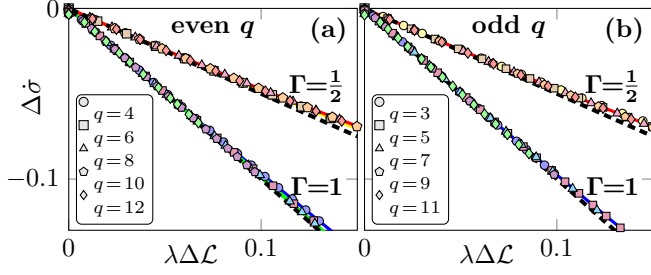 even q (a)
odd q (b)
0
−0.1
Δσ̇
Γ=1/2
Γ=1
q=4
q=6
q=8
q=10
q=12
0
0.1
λΔℒ
Γ=1/2
Γ=1
q=3
q=5
q=7
q=9
q=11
0
0.1
λΔℒ